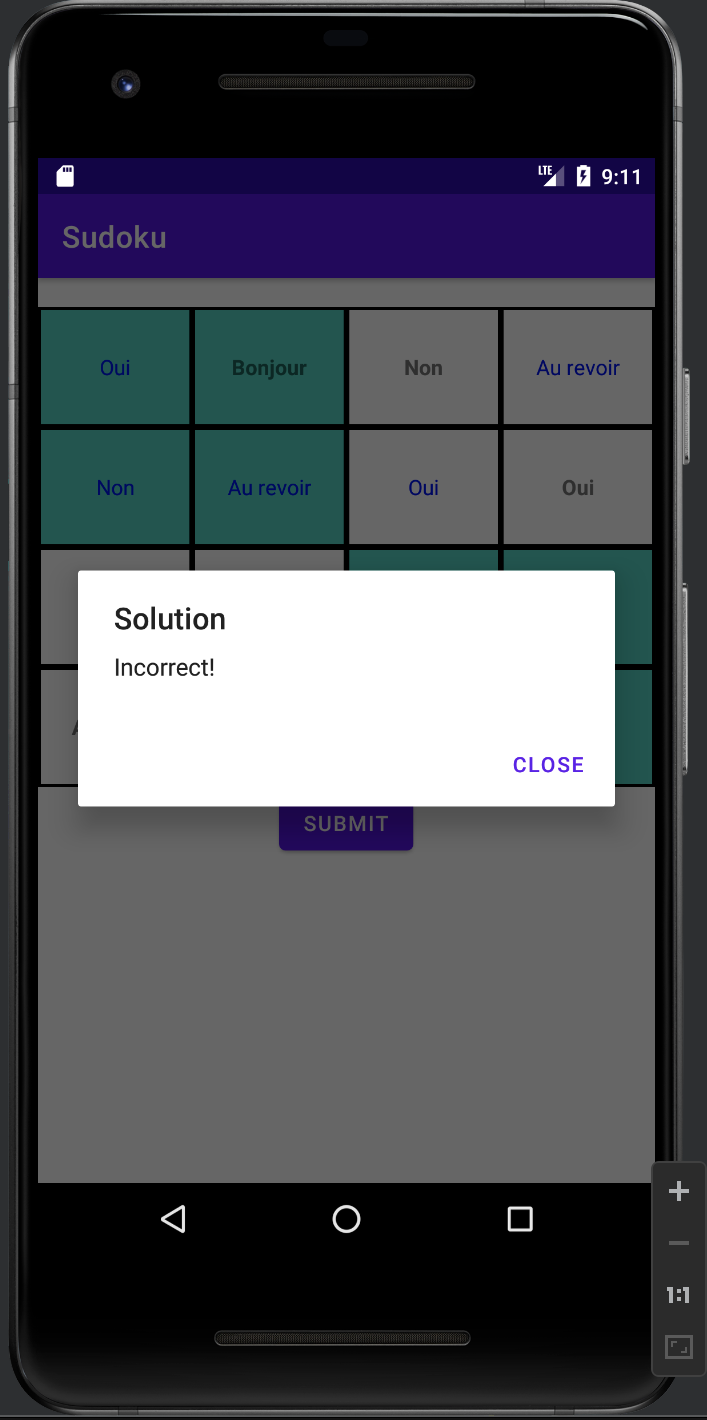 LTE 9:11
Sudoku
Oui Bonjour Non Au revoir
Non Au revoir Oui Oui
Solution
Incorrect!
CLOSE
SUBMIT
1:1